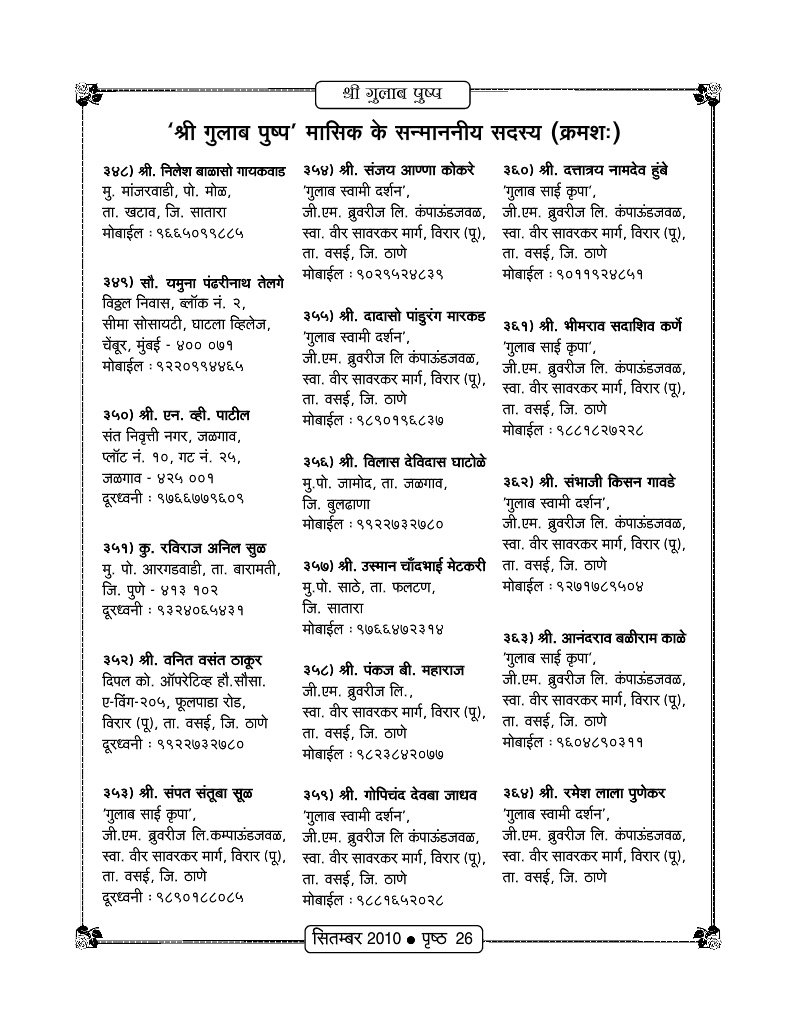 श्री गुलाब पुष्प
‘श्री गुलाब पुष्प’ मासिक के सन्माननीय सदस्य (क्रमशः)
३४८) श्री. निलेश बाळासो गायकवाड
मु. मांजरवाडी, पो. मोळ,
ता. खटाव, जि. सातारा
मोबाईल : ९६६५०९९८८५
३४९) सौ. यमुना पंढरीनाथ तेलगे
विठ्ठल निवास, ब्लॉक नं. २,
सीमा सोसायटी, घाटला व्हिलेज,
चेंबूर, मुंबई - ४०० ०७१
मोबाईल : ९२२०९९४४६५
३५०) श्री. एन. व्ही. पाटील
संत निवृत्ती नगर, जळगाव,
प्लॉट नं. १०, गट नं. २५,
जळगाव - ४२५ ००१
दूरध्वनी : ९७६६७७९६०९
३५१) कु. रविराज अनिल सुळ
मु. पो. आरगडवाडी, ता. बारामती,
जि. पुणे - ४१३ १०२
दूरध्वनी : ९३२४०६५४३१
३५२) श्री. वनित वसंत ठाकूर
दिपल को. ऑपरेटिव्ह हौ.सौसा.
ए-विंग-२०५, फूलपाडा रोड,
विरार (पू), ता. वसई, जि. ठाणे
दूरध्वनी : ९९२२७३२७८०
३५३) श्री. संपत संतूबा सूळ
‘गुलाब साई कृपा’,
जी.एम. ब्रुवरीज लि.कम्पाऊंडजवळ,
स्वा. वीर सावरकर मार्ग, विरार (पू),
ता. वसई, जि. ठाणे
दूरध्वनी : ९८९०१८८०८५
३५४) श्री. संजय आण्णा कोकरे
‘गुलाब स्वामी दर्शन’,
जी.एम. ब्रुवरीज लि. कंपाऊंडजवळ,
स्वा. वीर सावरकर मार्ग, विरार (पू),
ता. वसई, जि. ठाणे
मोबाईल : ९०२९५२४८३९
३५५) श्री. दादासो पांडुरंग मारकड
‘गुलाब स्वामी दर्शन’,
जी.एम. ब्रुवरीज लि कंपाऊंडजवळ,
स्वा. वीर सावरकर मार्ग, विरार (पू),
ता. वसई, जि. ठाणे
मोबाईल : ९८९०१९६८३७
३५६) श्री. विलास देविदास घाटोळे
मु.पो. जामोद, ता. जळगाव,
जि. बुलढाणा
मोबाईल : ९९२२७३२७८०
३५७) श्री. उस्मान चाँदभाई मेटकरी
मु.पो. साठे, ता. फलटण,
जि. सातारा
मोबाईल : ९७६६४७२३१४
३५८) श्री. पंकज बी. महाराज
जी.एम. ब्रुवरीज लि.,
स्वा. वीर सावरकर मार्ग, विरार (पू),
ता. वसई, जि. ठाणे
मोबाईल : ९८२३८४२०७७
३५९) श्री. गोपिचंद देवबा जाधव
‘गुलाब स्वामी दर्शन’,
जी.एम. ब्रुवरीज लि कंपाऊंडजवळ,
स्वा. वीर सावरकर मार्ग, विरार (पू),
ता. वसई, जि. ठाणे
मोबाईल : ९८८१६५२०२८
३६०) श्री. दत्तात्रय नामदेव हुंबे
‘गुलाब साई कृपा’,
जी.एम. ब्रुवरीज लि. कंपाऊंडजवळ,
स्वा. वीर सावरकर मार्ग, विरार (पू),
ता. वसई, जि. ठाणे
मोबाईल : ९०११९२४८५१
३६१) श्री. भीमराव सदाशिव कर्णे
‘गुलाब साई कृपा’,
जी.एम. ब्रुवरीज लि. कंपाऊंडजवळ,
स्वा. वीर सावरकर मार्ग, विरार (पू),
ता. वसई, जि. ठाणे
मोबाईल : ९८८१८२७२२८
३६२) श्री. संभाजी किसन गावडे
‘गुलाब स्वामी दर्शन’,
जी.एम. ब्रुवरीज लि. कंपाऊंडजवळ,
स्वा. वीर सावरकर मार्ग, विरार (पू),
ता. वसई, जि. ठाणे
मोबाईल : ९२७१७८९५०४
३६३) श्री. आनंदराव बळीराम काळे
‘गुलाब साई कृपा’,
जी.एम. ब्रुवरीज लि. कंपाऊंडजवळ,
स्वा. वीर सावरकर मार्ग, विरार (पू),
ता. वसई, जि. ठाणे
मोबाईल : ९६०४८९०३११
३६४) श्री. रमेश लाला पुणेकर
‘गुलाब स्वामी दर्शन’,
जी.एम. ब्रुवरीज लि. कंपाऊंडजवळ,
स्वा. वीर सावरकर मार्ग, विरार (पू),
ता. वसई, जि. ठाणे
सितम्बर 2010 ● पृष्ठ 26